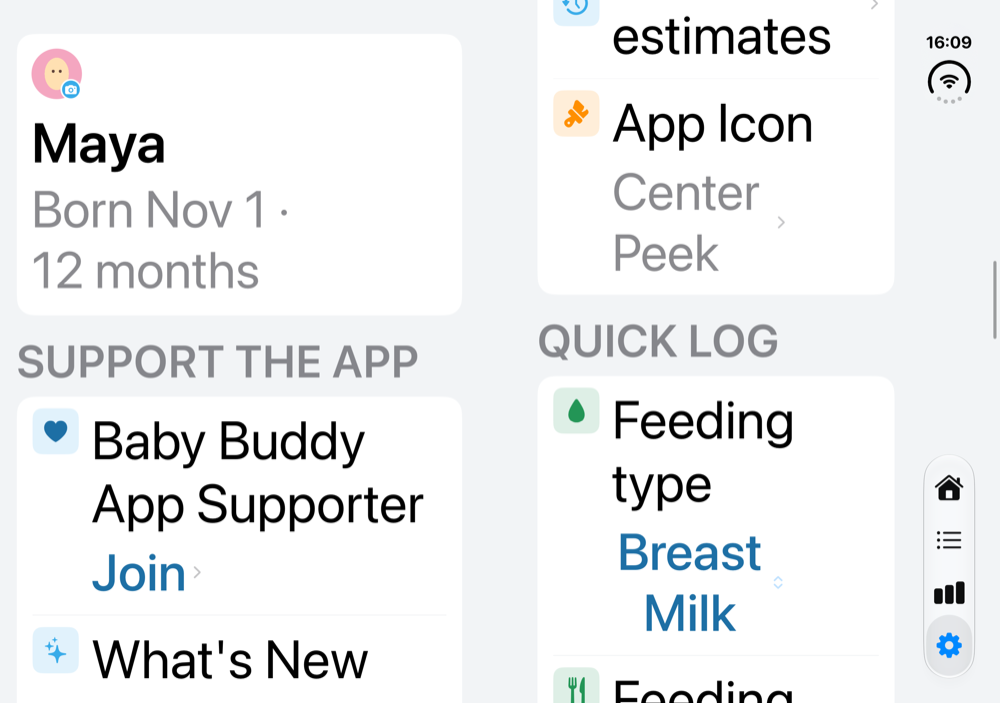 Maya
Born Nov 1 ·
12 months
SUPPORT THE APP
Baby Buddy
App Supporter
Join
What's New
estimates
App Icon
Center
Peek
QUICK LOG
Feeding
type
Breast
Milk
Feeding
16:09